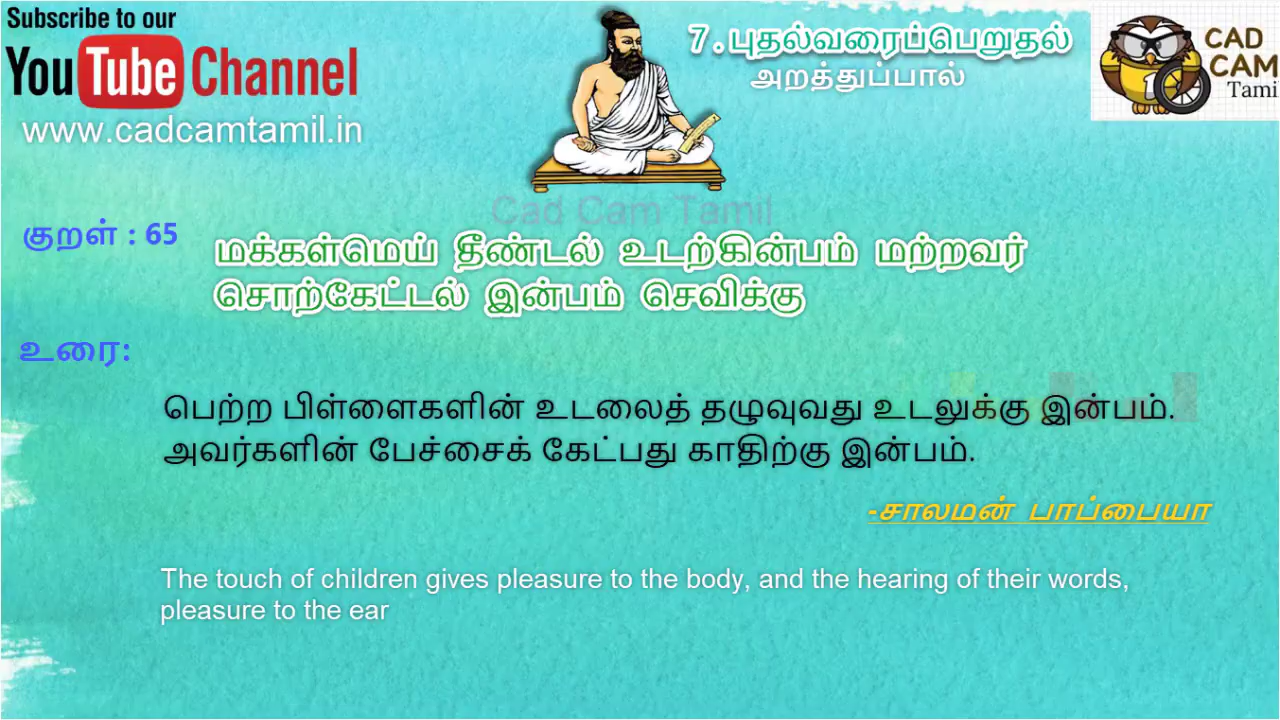 Subscribe to our
YouTube Channel
www.cadcamtamil.in
7.புதல்வரைப்பெறுதல்
அறத்துப்பால்
CAD
CAM
Tami
Cad Cam Tamil
குறள் : 65
மக்கள்மெய் தீண்டல் உடற்கின்பம் மற்றவர்
சொற்கேட்டல் இன்பம் செவிக்கு
உரை:
பெற்ற பிள்ளைகளின் உடலைத் தழுவுவது உடலுக்கு இன்பம்.
அவர்களின் பேச்சைக் கேட்பது காதிற்கு இன்பம்.
-சாலமன் பாப்பையா
The touch of children gives pleasure to the body, and the hearing of their words,
pleasure to the ear